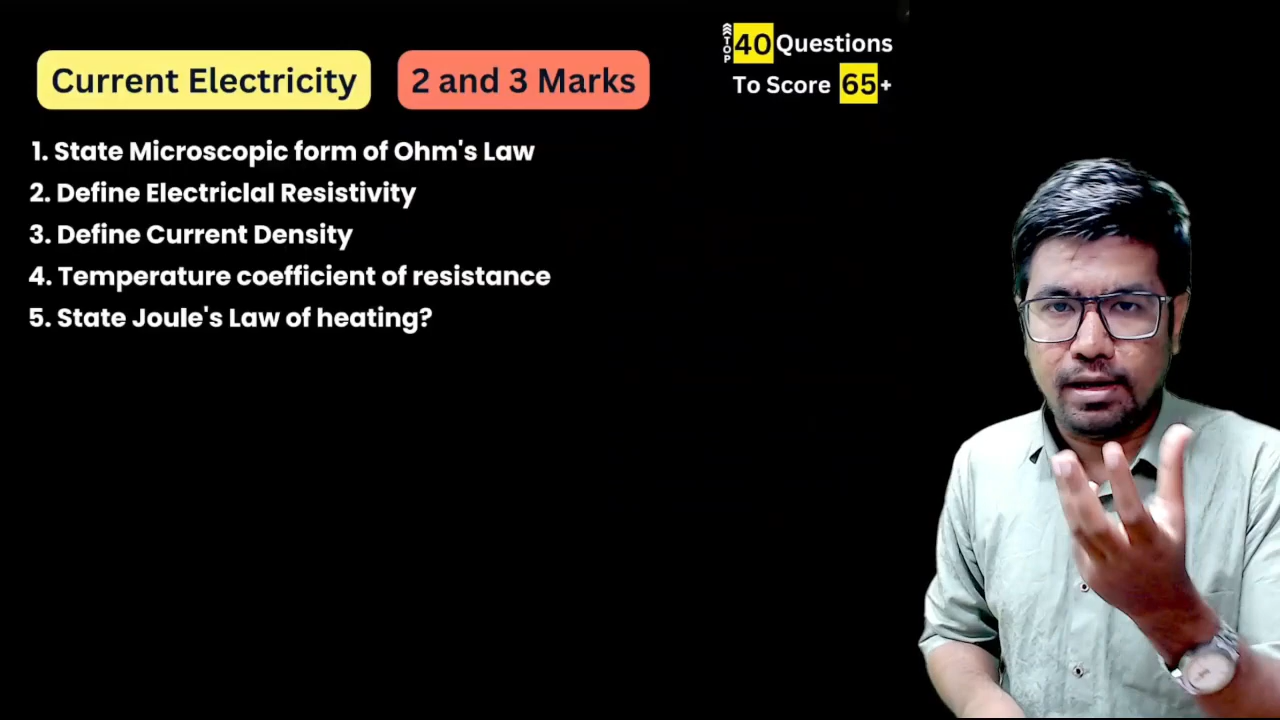 Current Electricity
2 and 3 Marks
TOP 40 Questions
To Score 65+
1. State Microscopic form of Ohm's Law
2. Define Electriclal Resistivity
3. Define Current Density
4. Temperature coefficient of resistance
5. State Joule's Law of heating?